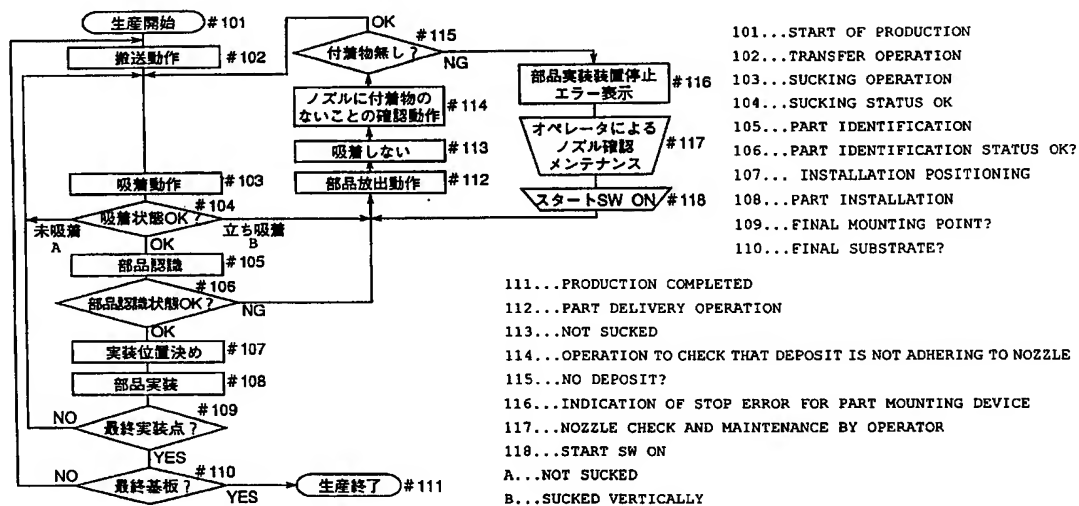 生産開始 #101
搬送動作 #102
吸着動作 #103
#104
吸着状態OK?
未吸着
A
立ち吸着
B
OK
部品認識 #105
#106
部品認識状態OK?
NG
OK
実装位置決め #107
部品実装 #108
#109
NO
最終実装点?
YES
#110
NO
最終基板?
YES
生産終了 #111
OK
#115
付着物無し?
NG
ノズルに付着物の
ないことの確認動作
#114
吸着しない #113
部品放出動作 #112
部品実装装置停止
エラー表示
#116
オペレータによる
ノズル確認
メンテナンス
#117
スタートSW ON #118
101...START OF PRODUCTION
102...TRANSFER OPERATION
103...SUCKING OPERATION
104...SUCKING STATUS OK
105...PART IDENTIFICATION
106...PART IDENTIFICATION STATUS OK?
107... INSTALLATION POSITIONING
108...PART INSTALLATION
109...FINAL MOUNTING POINT?
110...FINAL SUBSTRATE?
111...PRODUCTION COMPLETED
112...PART DELIVERY OPERATION
113...NOT SUCKED
114...OPERATION TO CHECK THAT DEPOSIT IS NOT ADHERING TO NOZZLE
115...NO DEPOSIT?
116...INDICATION OF STOP ERROR FOR PART MOUNTING DEVICE
117...NOZZLE CHECK AND MAINTENANCE BY OPERATOR
118...START SW ON
A...NOT SUCKED
B...SUCKED VERTICALLY